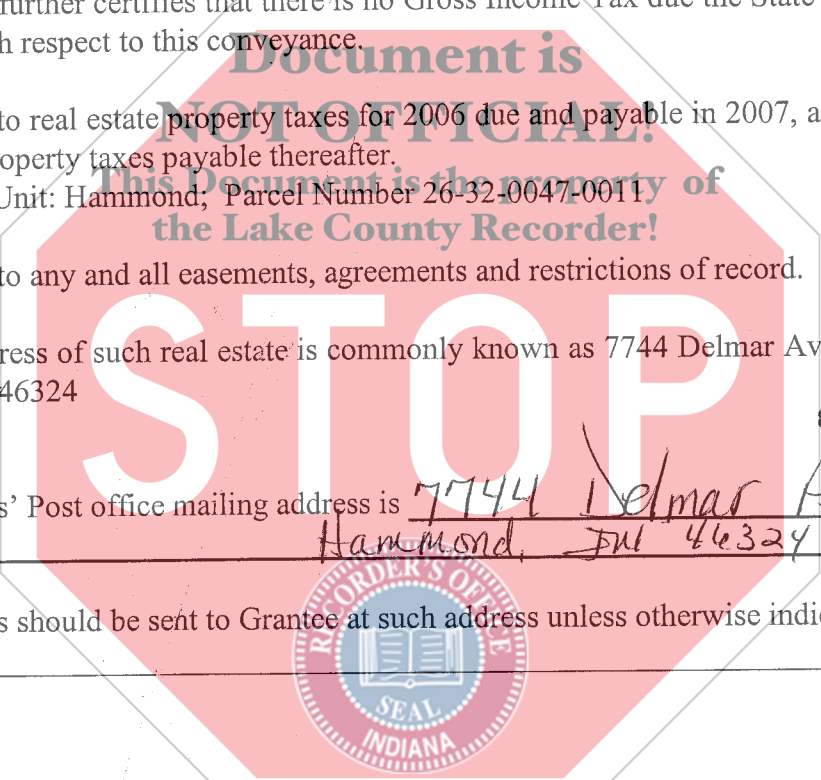 further certifies that there is no Gross Income Tax due the State
h respect to this conveyance.
Document is
to real estate property taxes for 2006 due and payable in 2007, a
NOT OFFICIAL!
operty taxes payable thereafter.
This Document is the property of
Unit: Hammond; Parcel Number 26-32-0047-0011
the Lake County Recorder!
to any and all easements, agreements and restrictions of record.
STOP
ress of such real estate is commonly known as 7744 Delmar Av
46324
s' Post office mailing address is 7744 Delmar A
Hammond, IN 46324
s should be sent to Grantee at such address unless otherwise indic
RECORDER'S OFFICE
SEAL
INDIANA